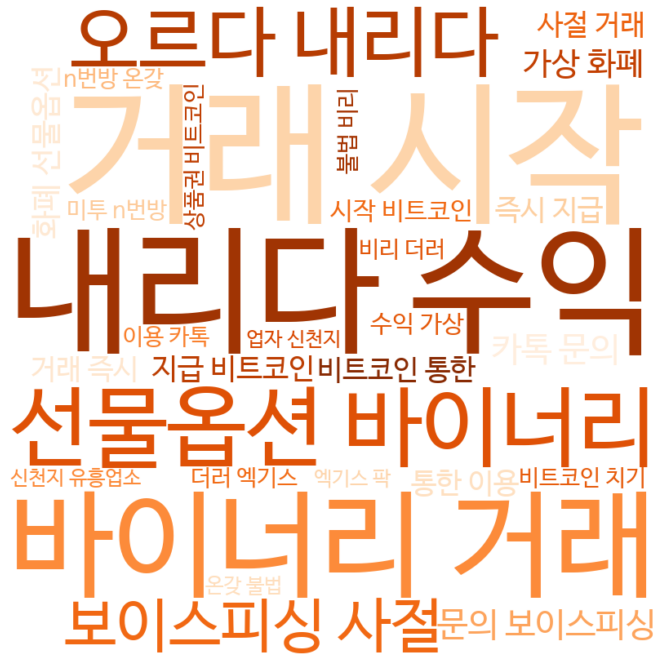 오르다 내리다
사절 거래
가상 화폐
n번방 온갖
화폐 선물옵션
거래 시작
상품권 비트코인
불법 비리
미투 n번방
시작 비트코인
즉시 지급
내리다 수익
비리 더러
이용 카톡
업자 신천지
수익 가상
카톡 문의
거래 즉시
지급 비트코인
비트코인 통한
선물옵션 바이너리
신천지 유흥업소
더러 엑기스
엑기스 팍
통한 이용
비트코인 치기
바이너리 거래
온갖 불법
보이스피싱 사절
문의 보이스피싱